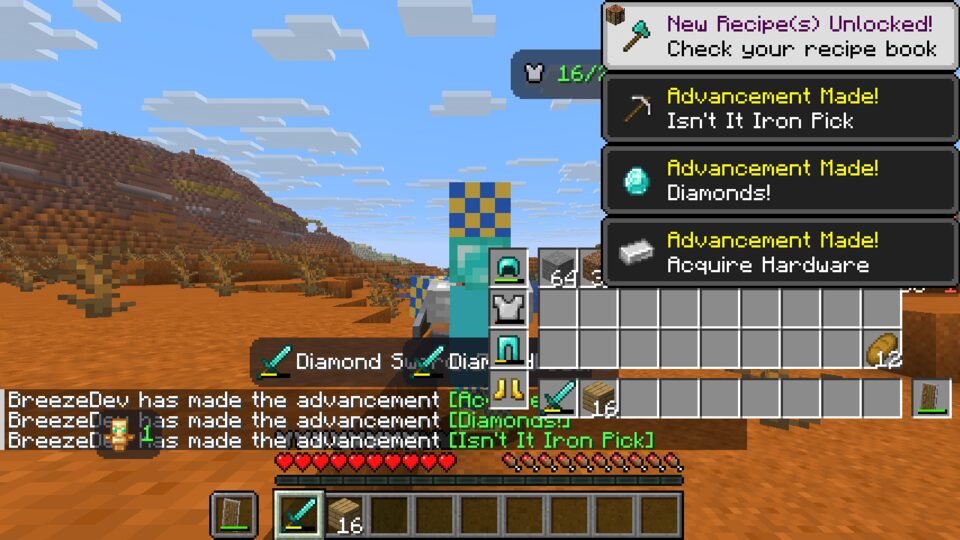 New Recipe(s) Unlocked!
Check your recipe book
16/
Advancement Made!
Isn't It Iron Pick
Advancement Made!
Diamonds!
Advancement Made!
Acquire Hardware
64
12
Diamond
BreezeDev has made the advancement
BreezeDev has made the advancement [Diamonds!]
has made the advancement [Isn't It Iron Pick]
1
16
16